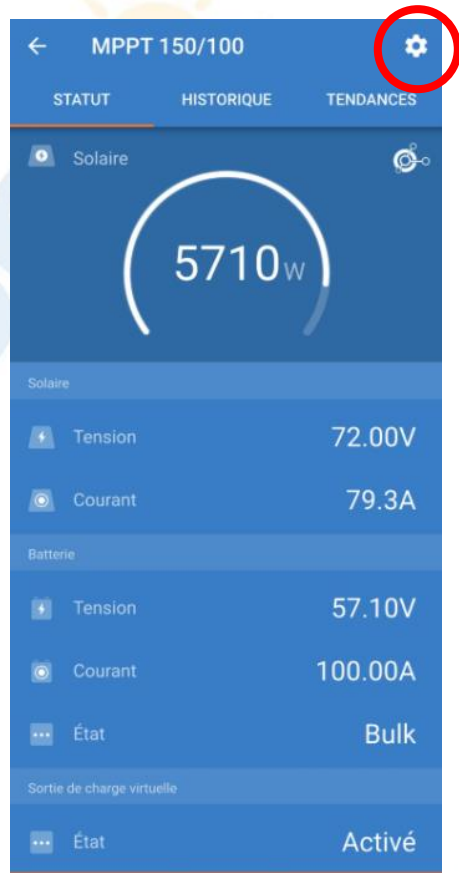 MPPT 150/100
STATUT HISTORIQUE TENDANCES
Solaire
5710W
Solaire
Tension 72.00V
Courant 79.3A
Batterie
Tension 57.10V
Courant 100.00A
État Bulk
Sortie de charge virtuelle
État Activé